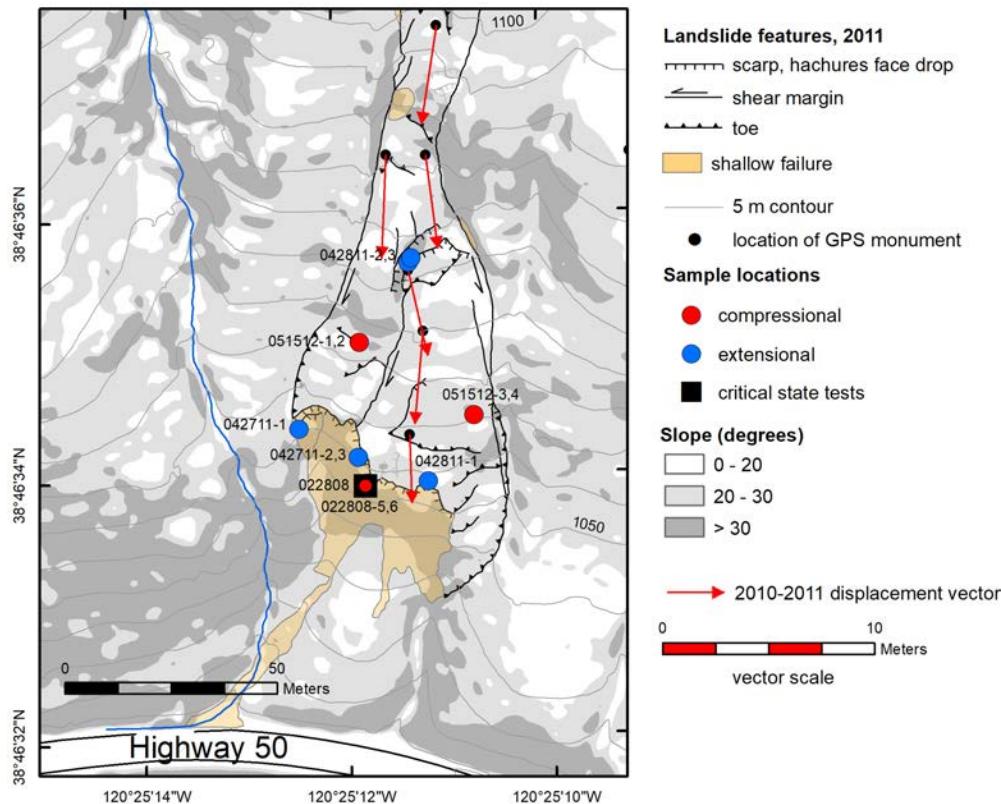 1100
38°46'36"N
042811-2,3
051512-1,2
051512-3,4
042711-1
042711-2,3
042811-1
38°46'34"N
022808
022808-5,6
1050
0
50
Meters
38°46'32"N
Highway 50
120°25'14"W
120°25'12"W
120°25'10"W
Landslide features, 2011
scarp, hachures face drop
shear margin
toe
shallow failure
5 m contour
location of GPS monument
Sample locations
compressional
extensional
critical state tests
Slope (degrees)
0 - 20
20 - 30
> 30
2010-2011 displacement vector
0
10
Meters
vector scale